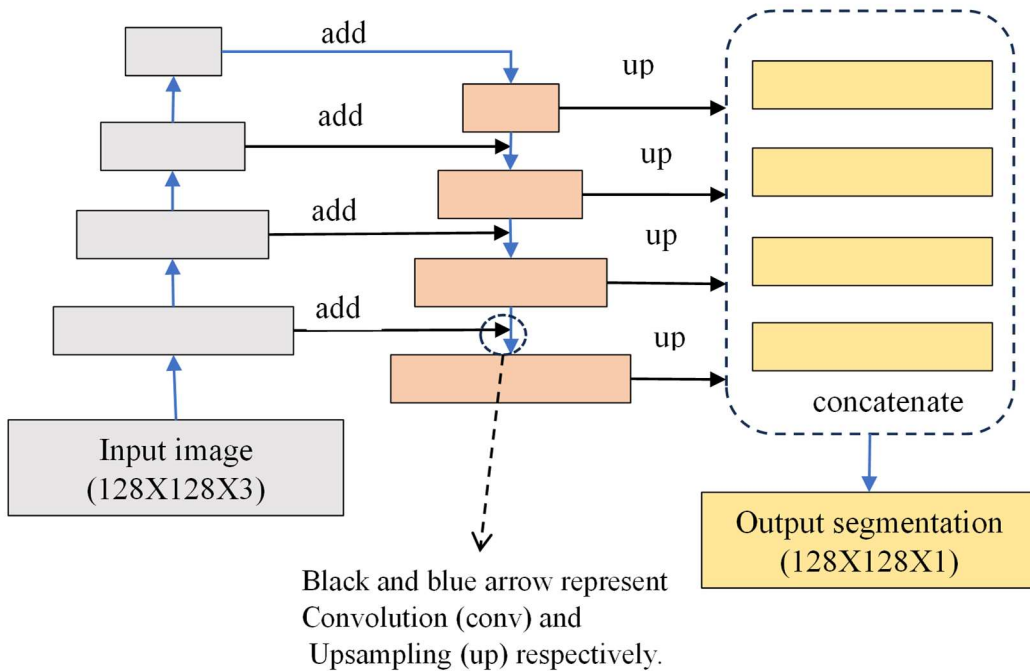 add
up
add
up
add
up
add
up
concatenate
Input image
(128X128X3)
Output segmentation
(128X128X1)
Black and blue arrow represent
Convolution (conv) and
Upsampling (up) respectively.